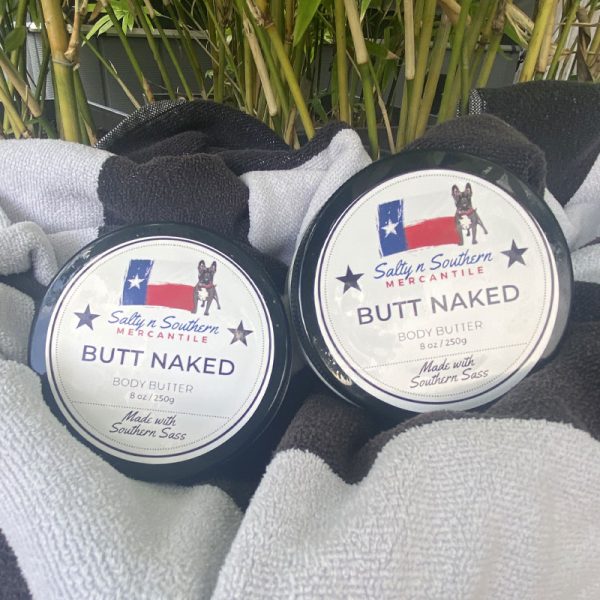 Salty n Southern
MERCANTILE
BUTT NAKED
BODY BUTTER
8 oz / 250g
Made with
Southern Sass
Salty n Southern
MERCANTILE
BUTT NAKED
BODY BUTTER
8 oz / 250g
Made with
Southern Sass